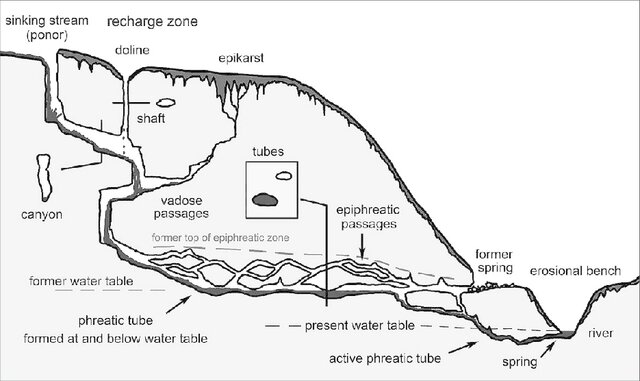 sinking stream
(ponor)
recharge zone
doline
epikarst
shaft
canyon
tubes
vadose
passages
epiphreatic
passages
former top of epiphreatic zone
former
spring
erosional bench
former water table
phreatic tube
formed at and below water table
present water table
river
active phreatic tube
spring